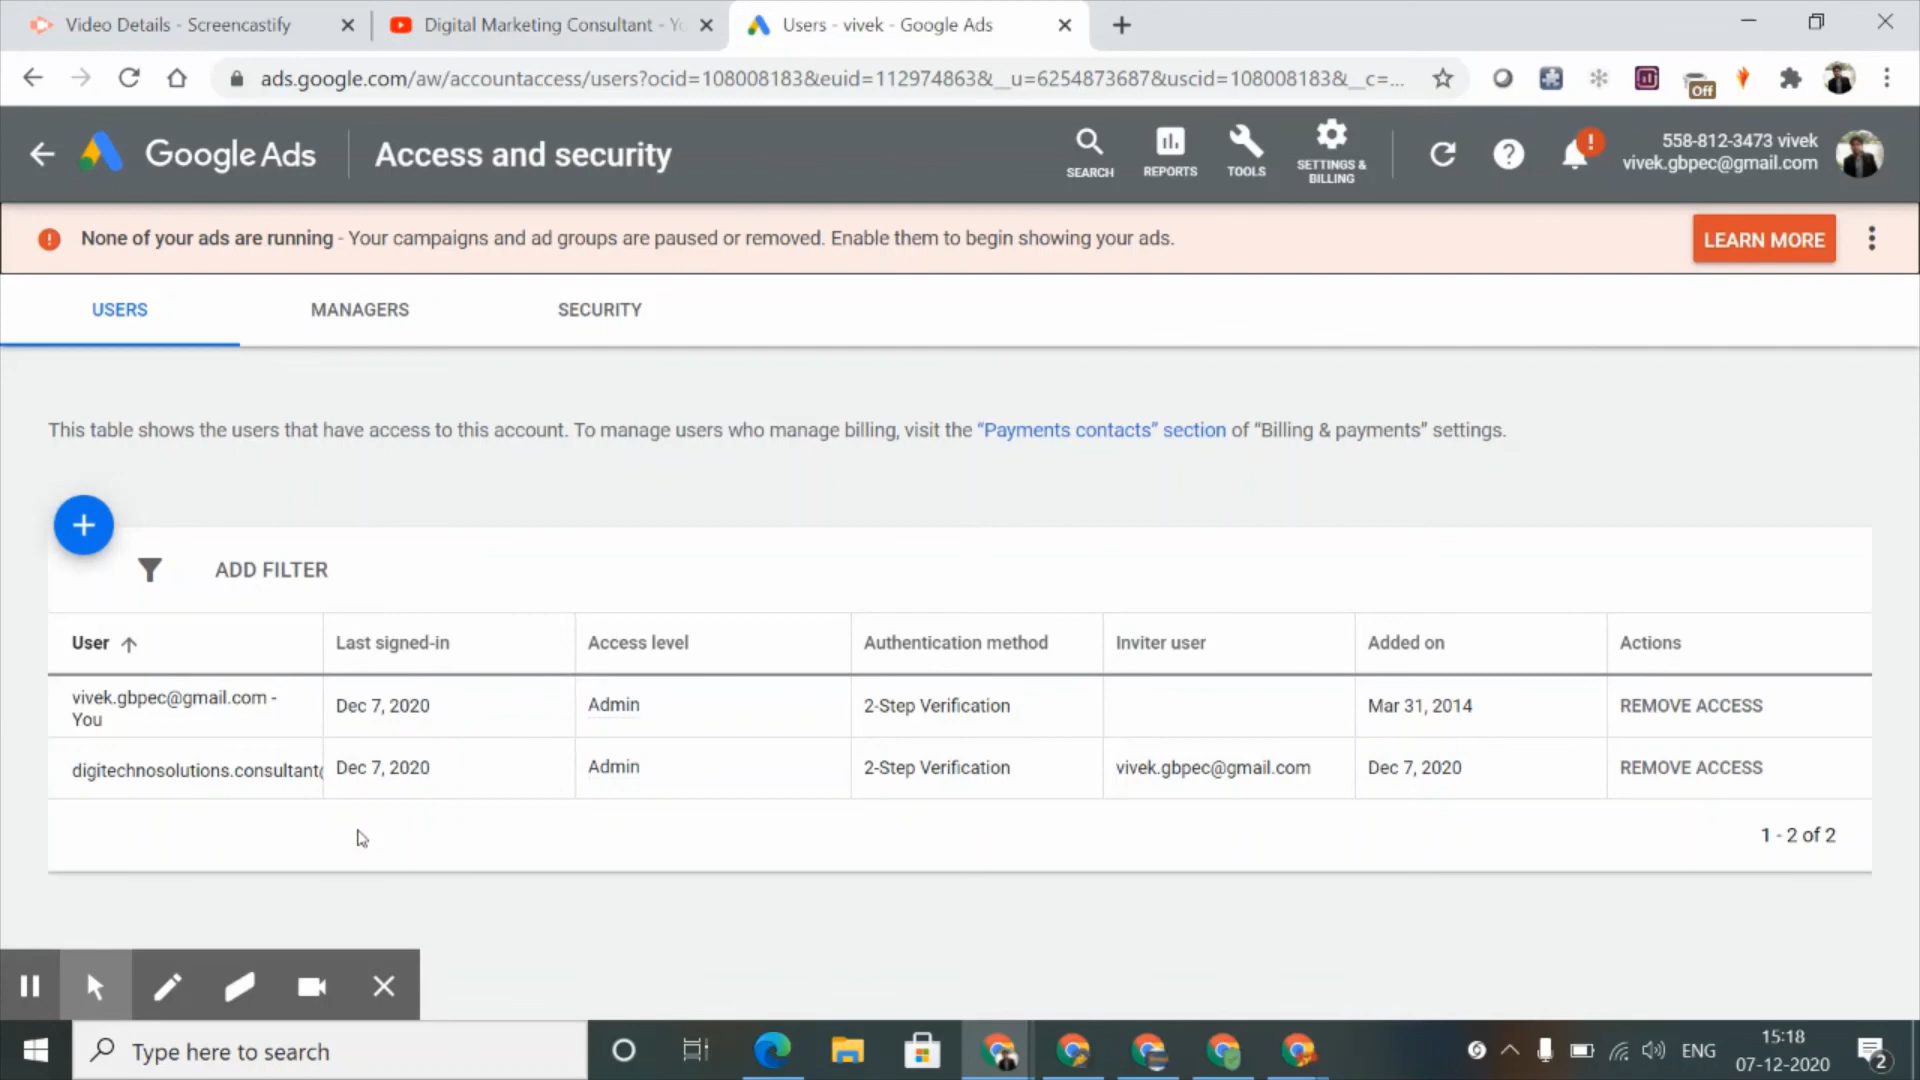 Video Details - Screencastify
Digital Marketing Consultant - Yo
Users - vivek - Google Ads
ads.google.com/aw/accountaccess/users?ocid=108008183&euid=112974863&__u=6254873687&uscid=108008183&__c=...
Off
Google Ads
Access and security
SEARCH
REPORTS
TOOLS
SETTINGS &
BILLING
558-812-3473 vivek
vivek.gbpec@gmail.com
None of your ads are running - Your campaigns and ad groups are paused or removed. Enable them to begin showing your ads.
LEARN MORE
USERS
MANAGERS
SECURITY
This table shows the users that have access to this account. To manage users who manage billing, visit the “Payments contacts” section of “Billing & payments” settings.
ADD FILTER
User
Last signed-in
Access level
Authentication method
Inviter user
Added on
Actions
vivek.gbpec@gmail.com -
You
Dec 7, 2020
Admin
2-Step Verification
Mar 31, 2014
REMOVE ACCESS
digitechnosolutions.consultant@
Dec 7, 2020
Admin
2-Step Verification
vivek.gbpec@gmail.com
Dec 7, 2020
REMOVE ACCESS
1 - 2 of 2
Type here to search
ENG
15:18
07-12-2020
2